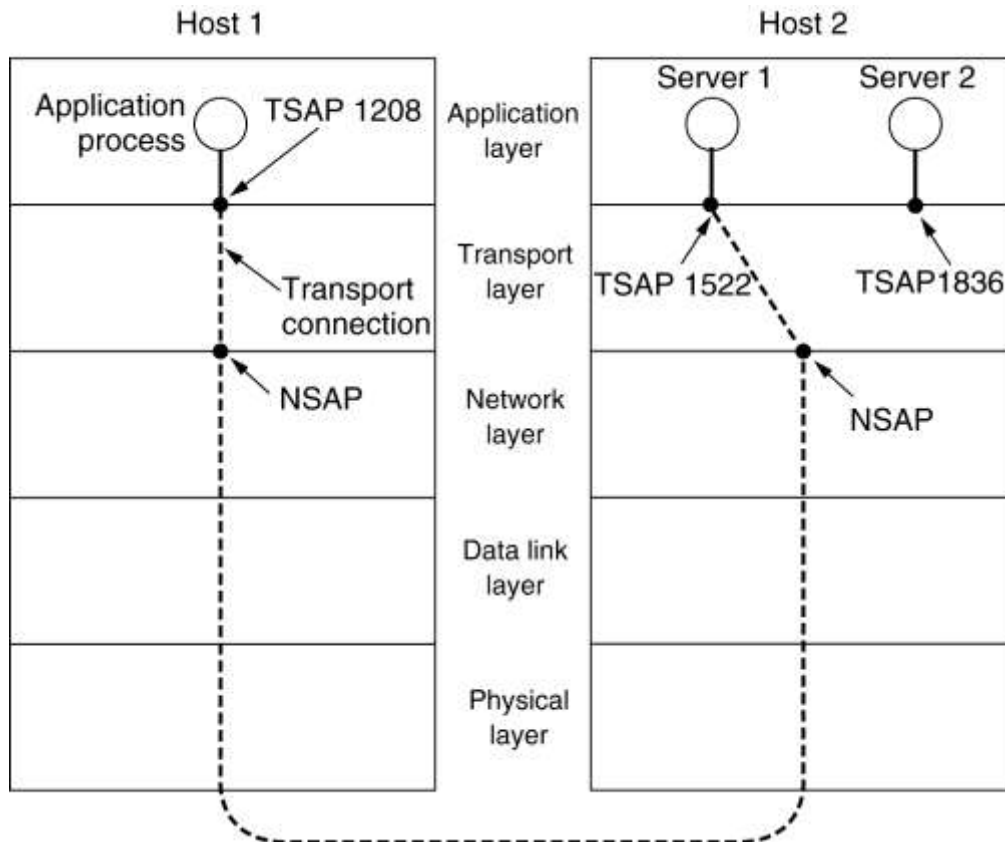 Host 1
Host 2
Application
process
TSAP 1208
Application
layer
Server 1
Server 2
Transport
connection
Transport
layer
TSAP 1522
TSAP1836
NSAP
Network
layer
NSAP
Data link
layer
Physical
layer